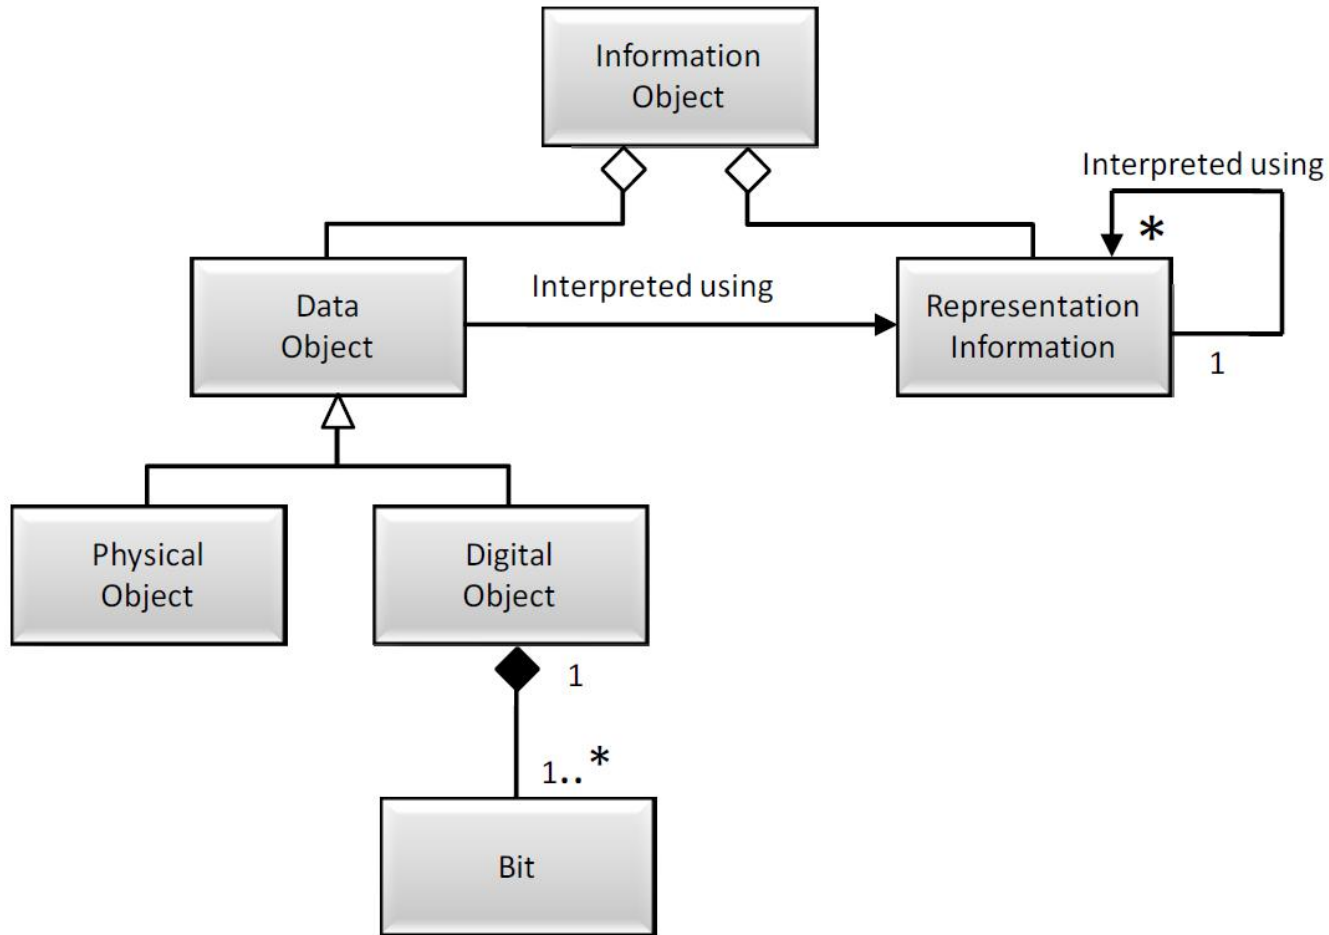 Information
Object
Interpreted using
*
Data
Object
Interpreted using
Representation
Information
1
Physical
Object
Digital
Object
1
1..*
Bit